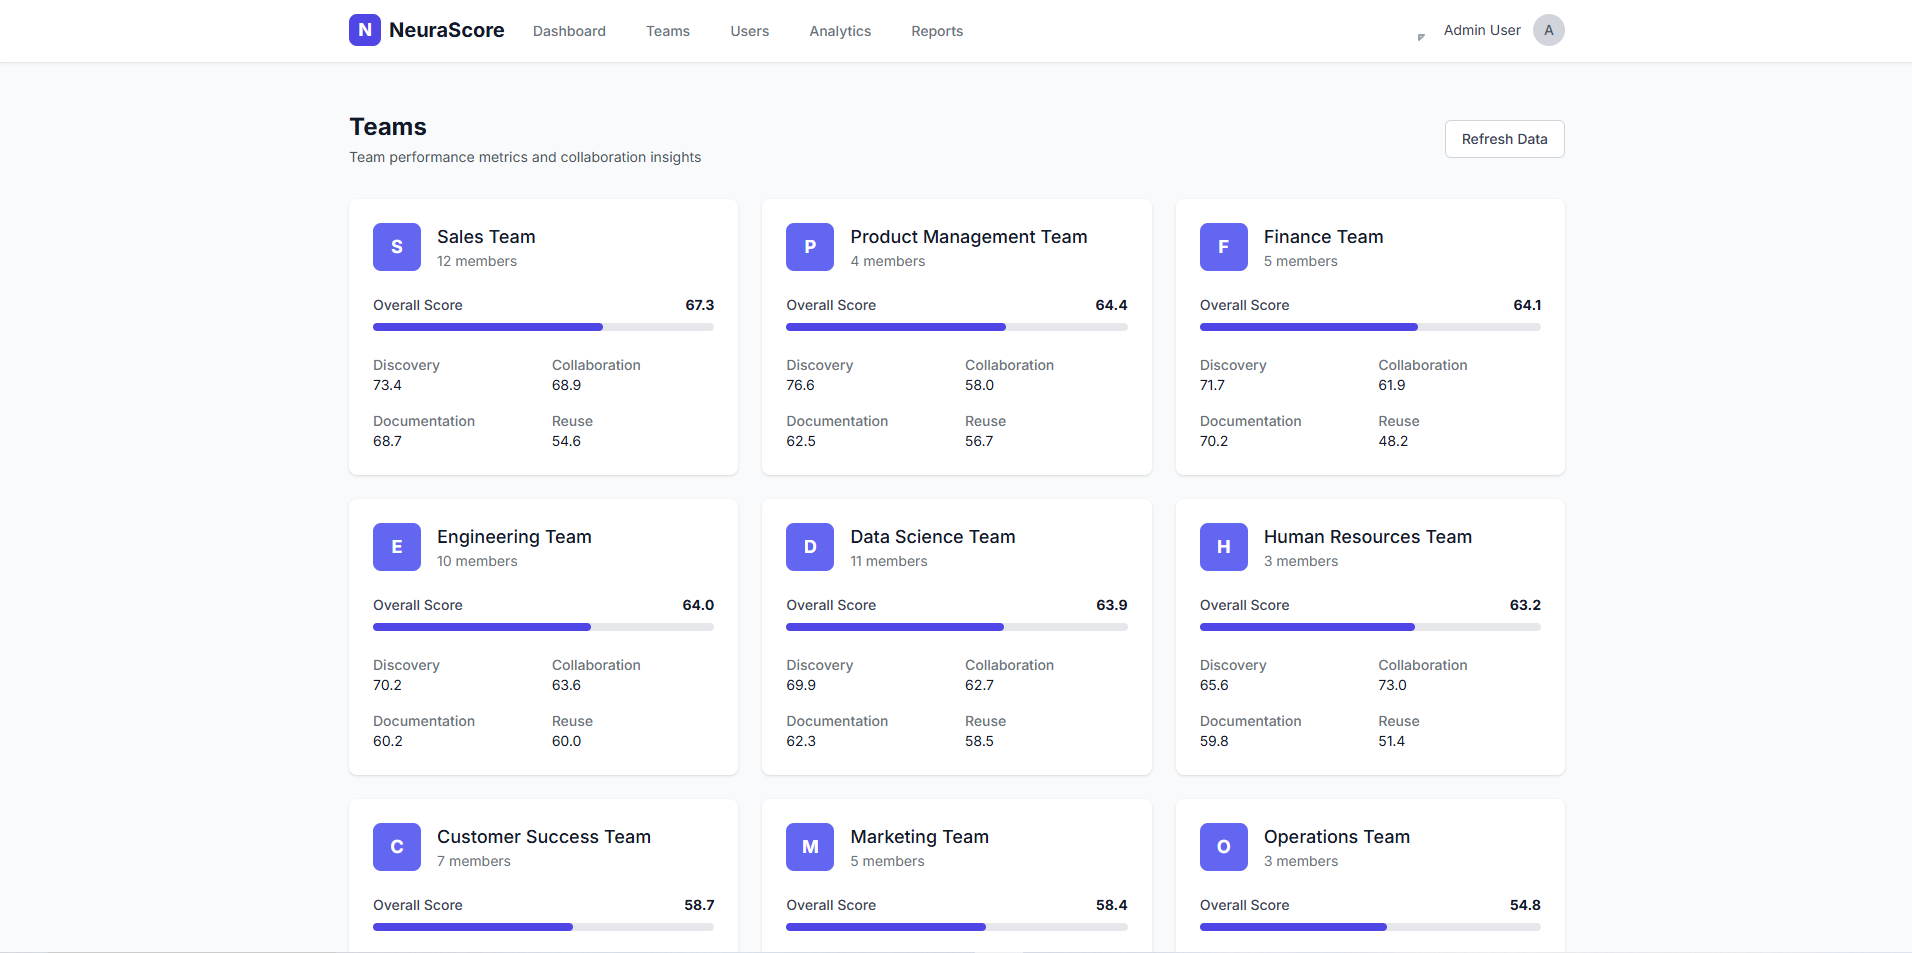 N NeuraScore Dashboard Teams Users Analytics Reports Admin User A
Teams
Team performance metrics and collaboration insights
Refresh Data
S
Sales Team
12 members
Overall Score 67.3
Discovery Collaboration
73.4 68.9
Documentation Reuse
68.7 54.6
P
Product Management Team
4 members
Overall Score 64.4
Discovery Collaboration
76.6 58.0
Documentation Reuse
62.5 56.7
F
Finance Team
5 members
Overall Score 64.1
Discovery Collaboration
71.7 61.9
Documentation Reuse
70.2 48.2
E
Engineering Team
10 members
Overall Score 64.0
Discovery Collaboration
70.2 63.6
Documentation Reuse
60.2 60.0
D
Data Science Team
11 members
Overall Score 63.9
Discovery Collaboration
69.9 62.7
Documentation Reuse
62.3 58.5
H
Human Resources Team
3 members
Overall Score 63.2
Discovery Collaboration
65.6 73.0
Documentation Reuse
59.8 51.4
C
Customer Success Team
7 members
Overall Score 58.7
M
Marketing Team
5 members
Overall Score 58.4
O
Operations Team
3 members
Overall Score 54.8